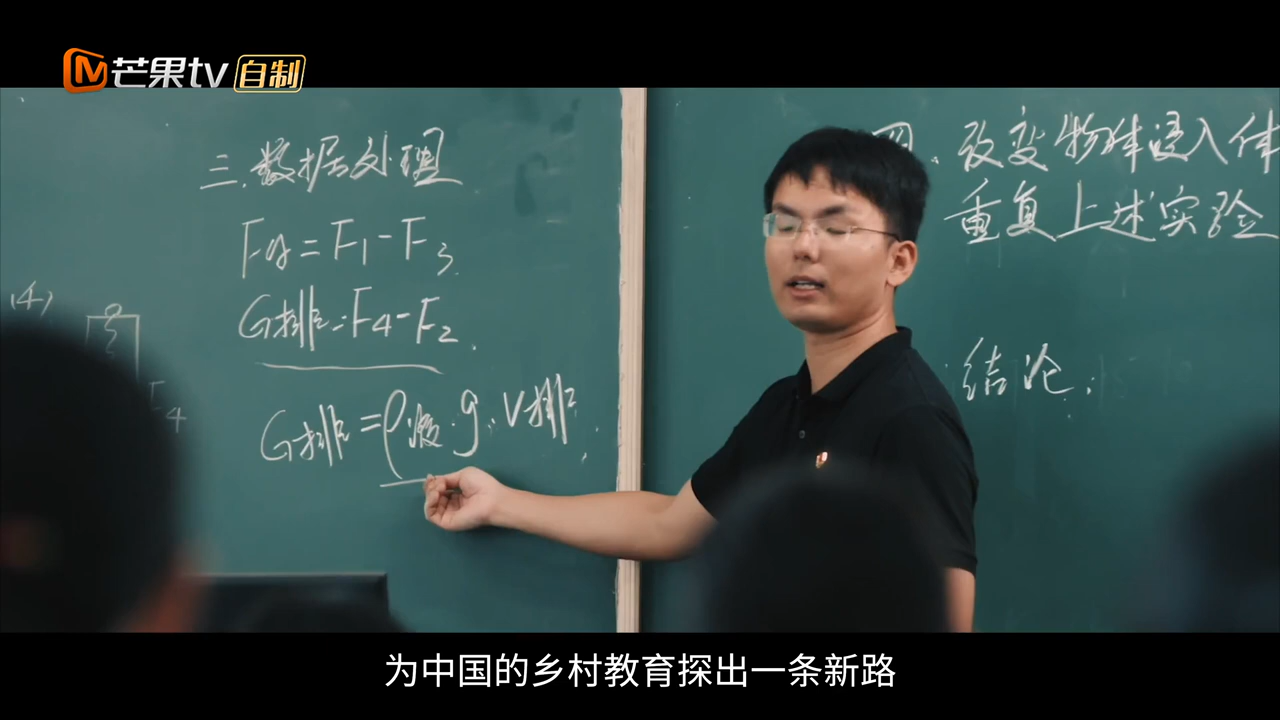 芒果tv 自制
三、数据处理
F浮=F1-F3.
G排=F4-F2.
G排=ρ液·g·V排.
(4)
F4
四、改变物体浸入体
重复上述实验
结论:
为中国的乡村教育探出一条新路